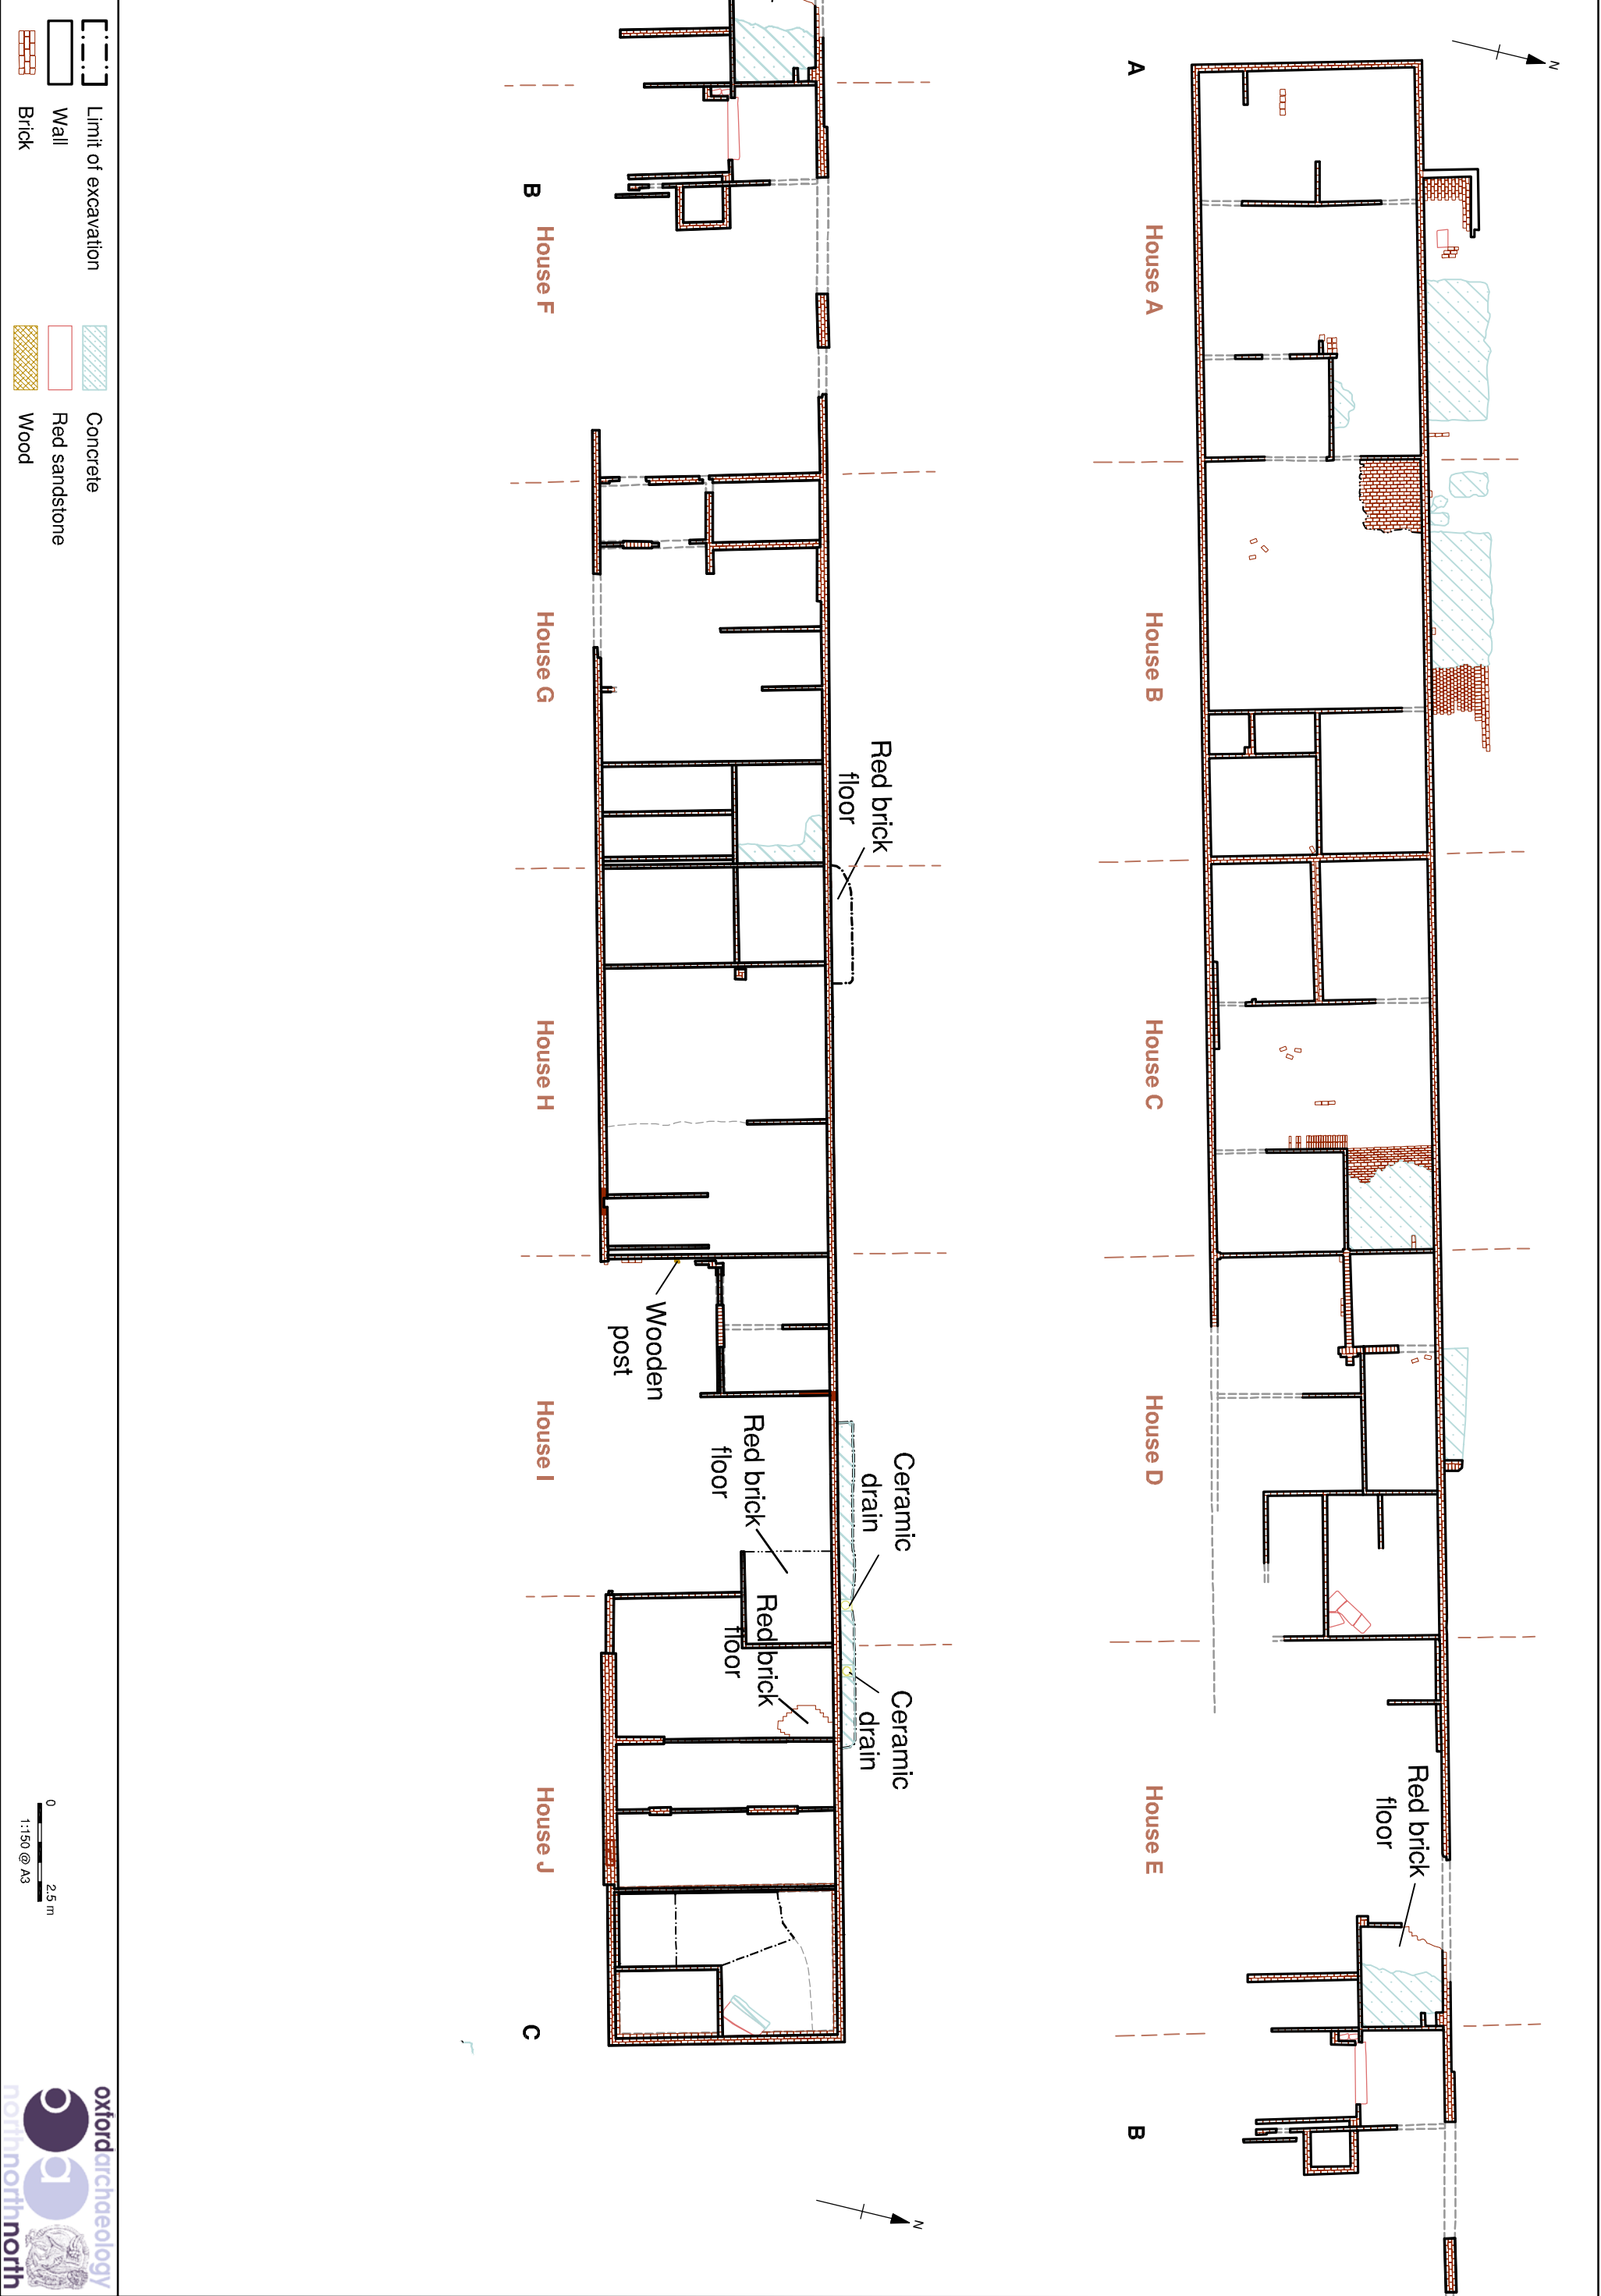 N
A
House A
House B
House C
House D
House E
B
Red brick
floor
B
House F
House G
House H
House I
House J
C
Red brick
floor
Wooden
post
Red brick
floor
Red brick
floor
Ceramic
drain
Ceramic
drain
N
Limit of excavation
Wall
Brick
Concrete
Red sandstone
Wood
0 2.5 m
1:150 @ A3
oxfordarchaeology
oa
northnorthnorth